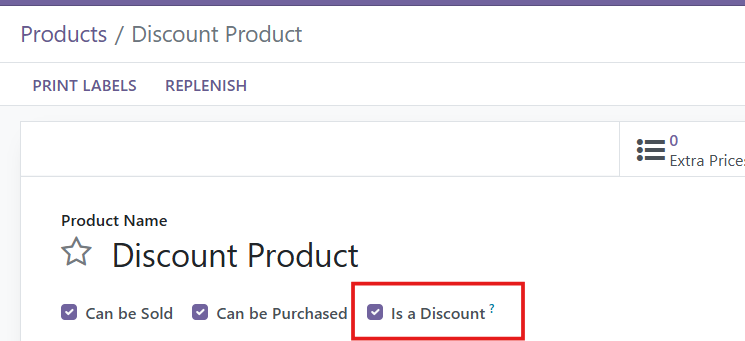 Products / Discount Product
PRINT LABELS REPLENISH
0
Extra Price
Product Name
Discount Product
Can be Sold Can be Purchased Is a Discount ?